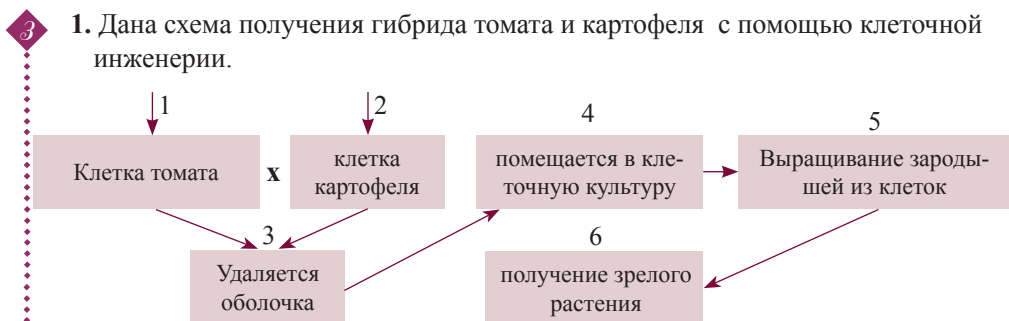 3
1. Дана схема получения гибрида томата и картофеля с помощью клеточной
инженерии.
1
2
4
5
Клетка томата
х
клетка
картофеля
помещается в кле-
точную культуру
Выращивание зароды-
шей из клеток
3
6
Удаляется
оболочка
получение зрелого
растения